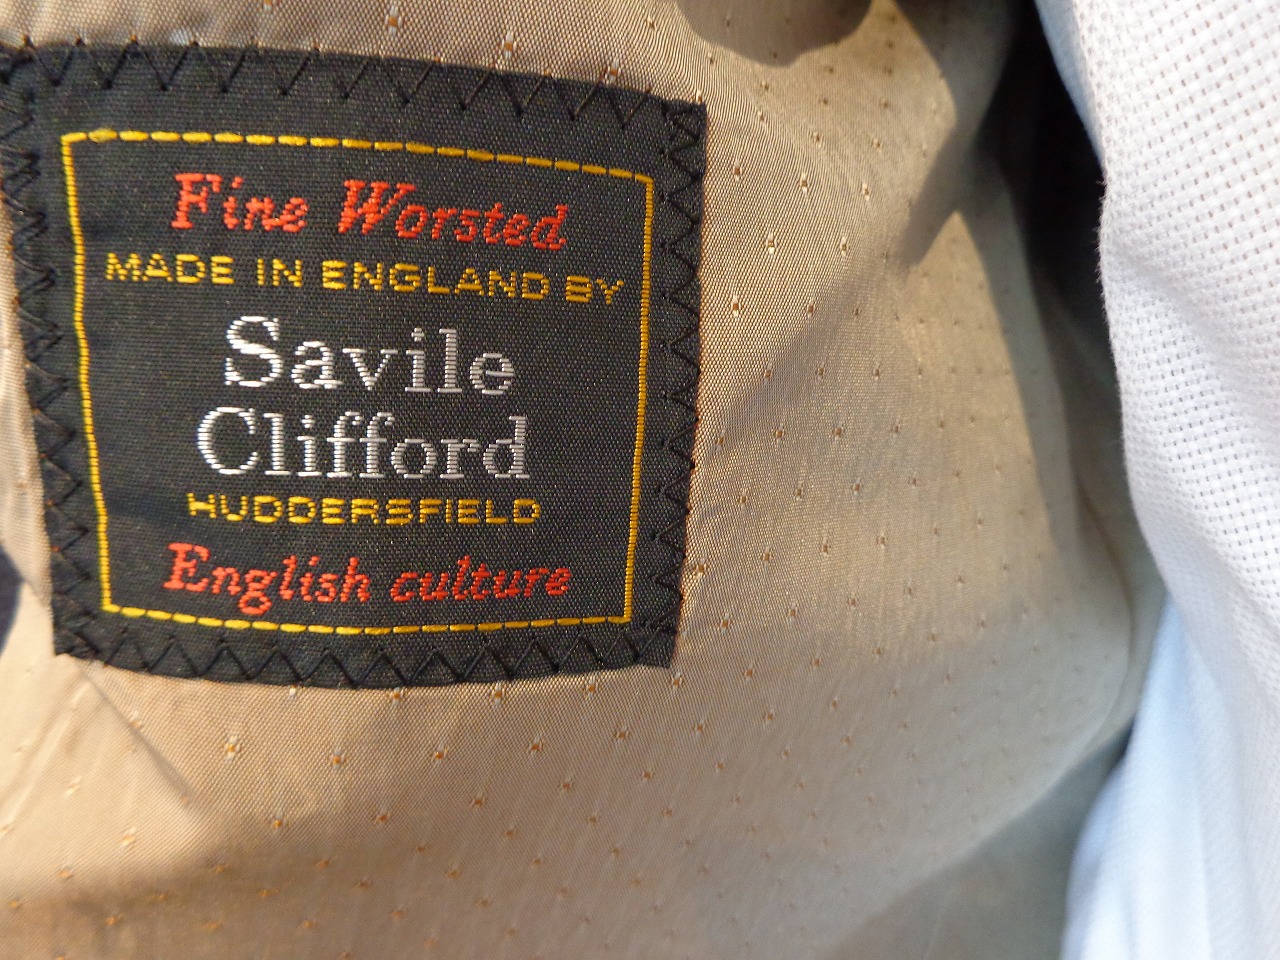 Fine Worsted
MADE IN ENGLAND BY
Savile
Clifford
HUDDERSFIELD
English culture